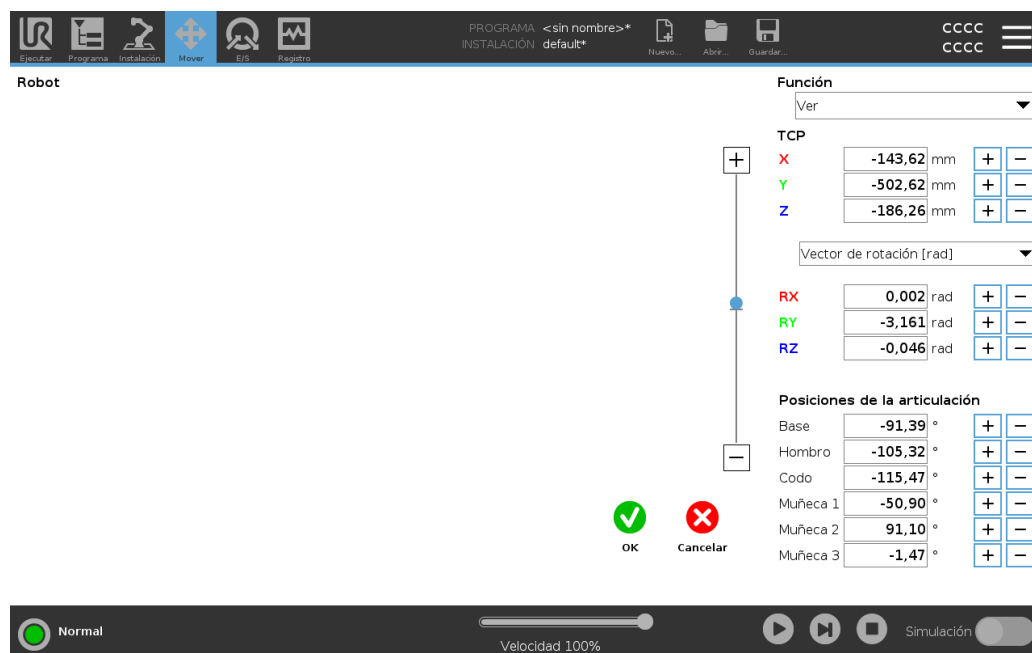 UR
Ejecutar Programa Instalación Mover E/S Registro
PROGRAMA <sin nombre>*
INSTALACIÓN default*
Nuevo... Abrir... Guardar...
cccc
cccc
Robot
Función
Ver
TCP
X -143,62 mm + −
Y -502,62 mm + −
Z -186,26 mm + −
Vector de rotación [rad]
RX 0,002 rad + −
RY -3,161 rad + −
RZ -0,046 rad + −
Posiciones de la articulación
Base -91,39 ° + −
Hombro -105,32 ° + −
Codo -115,47 ° + −
Muñeca 1 -50,90 ° + −
Muñeca 2 91,10 ° + −
Muñeca 3 -1,47 ° + −
+
−
OK Cancelar
Normal
Velocidad 100%
Simulación